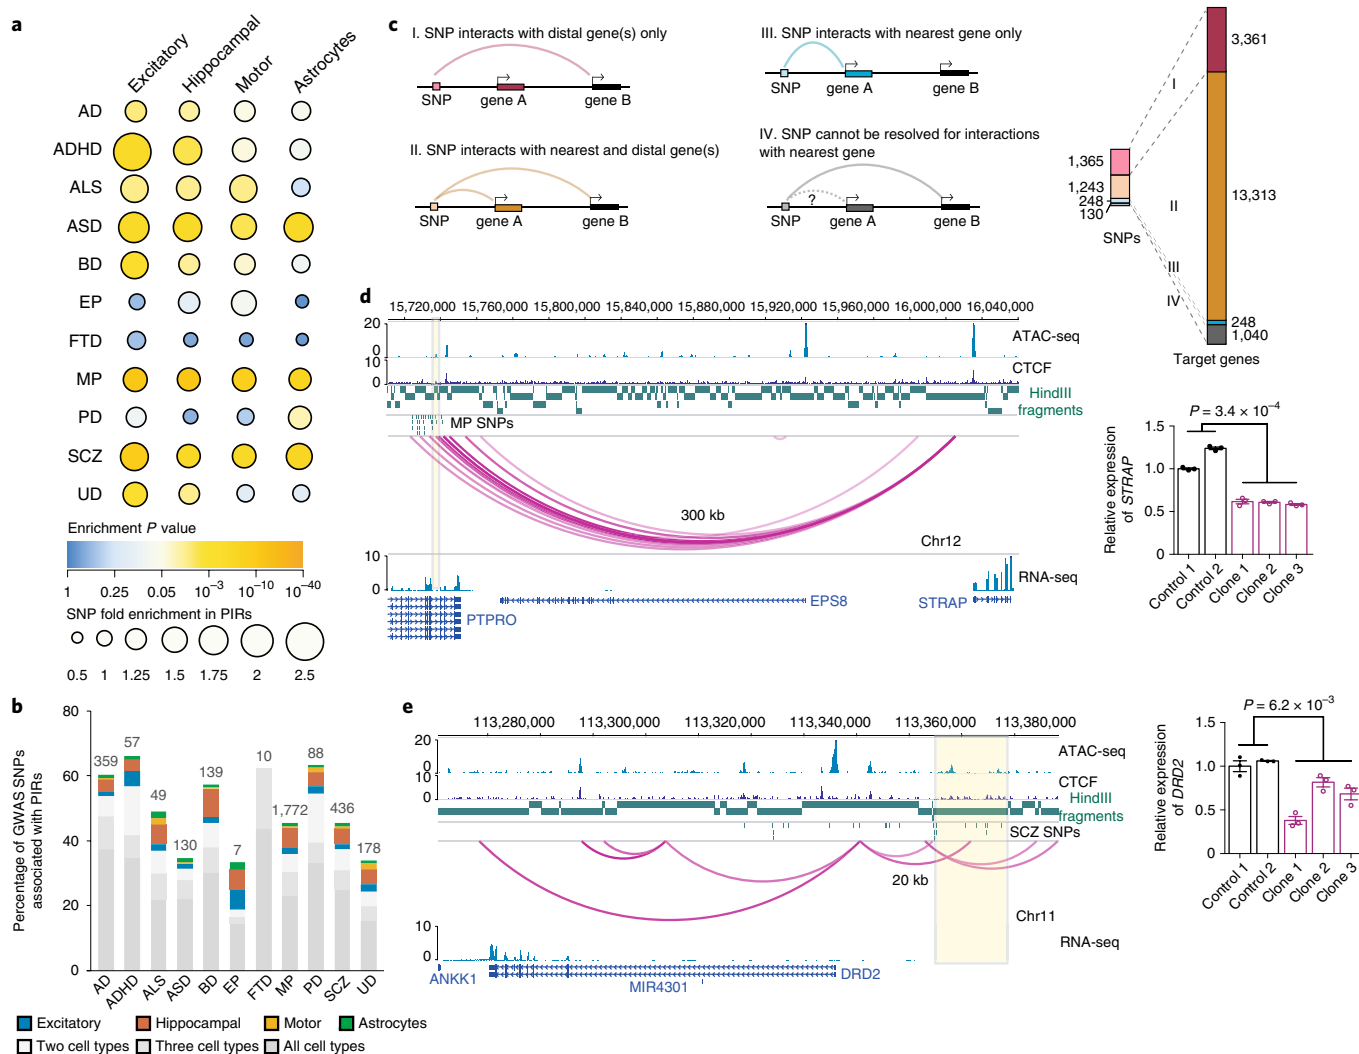 a
Excitatory
Hippocampal
Motor
Astrocytes
AD
ADHD
ALS
ASD
BD
EP
FTD
MP
PD
SCZ
UD
Enrichment P value
1 0.25 0.05 10⁻³ 10⁻¹⁰ 10⁻⁴⁰
SNP fold enrichment in PIRs
0.5 1 1.25 1.5 1.75 2 2.5
b
Percentage of GWAS SNPs
associated with PIRs
80
60
40
20
0
359
57
49
130
139
7
10
1,772
88
436
178
AD ADHD ALS ASD BD EP FTD MP PD SCZ UD
Excitatory Hippocampal Motor Astrocytes
Two cell types Three cell types All cell types
c
I. SNP interacts with distal gene(s) only
SNP gene A gene B
II. SNP interacts with nearest and distal gene(s)
SNP gene A gene B
III. SNP interacts with nearest gene only
SNP gene A gene B
IV. SNP cannot be resolved for interactions
with nearest gene
?
SNP gene A gene B
1,365
1,243
248
130
SNPs
I
II
III
IV
3,361
13,313
248
1,040
Target genes
d
15,720,000 15,760,000 15,800,000 15,840,000 15,880,000 15,920,000 15,960,000 16,000,000 16,040,000
20
0
ATAC-seq
10
0
CTCF
HindIII
fragments
MP SNPs
300 kb
Chr12
10
0
RNA-seq
PTPRO
EPS8
STRAP
P = 3.4 × 10⁻⁴
Relative expression
of STRAP
1.5
1.0
0.5
0
Control 1 Control 2 Clone 1 Clone 2 Clone 3
e
113,280,000 113,300,000 113,320,000 113,340,000 113,360,000 113,380,000
20
0
ATAC-seq
10
0
CTCF
HindIII
fragments
SCZ SNPs
20 kb
Chr11
10
0
RNA-seq
ANKK1
MIR4301
DRD2
P = 6.2 × 10⁻³
Relative expression
of DRD2
1.5
1.0
0.5
0
Control 1 Control 2 Clone 1 Clone 2 Clone 3